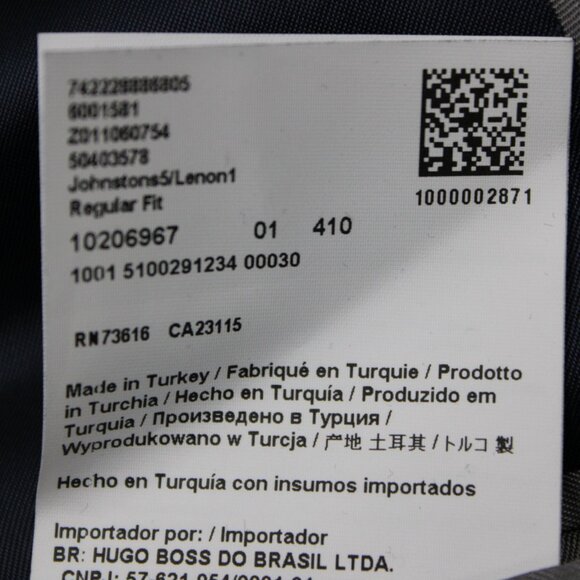 742229886805
6001581
Z011060754
50403578
Johnstons5/Lenon1
Regular Fit
10206967 01 410
1001 5100291234 00030
1000002871
RN73616 CA23115
Made in Turkey / Fabriqué en Turquie / Prodotto
in Turchia / Hecho en Turquía / Produzido em
Turquia / Произведено в Турции /
Wyprodukowano w Turcja / 产地 土耳其 / トルコ 製
Hecho en Turquía con insumos importados
Importador por: / Importador
BR: HUGO BOSS DO BRASIL LTDA.